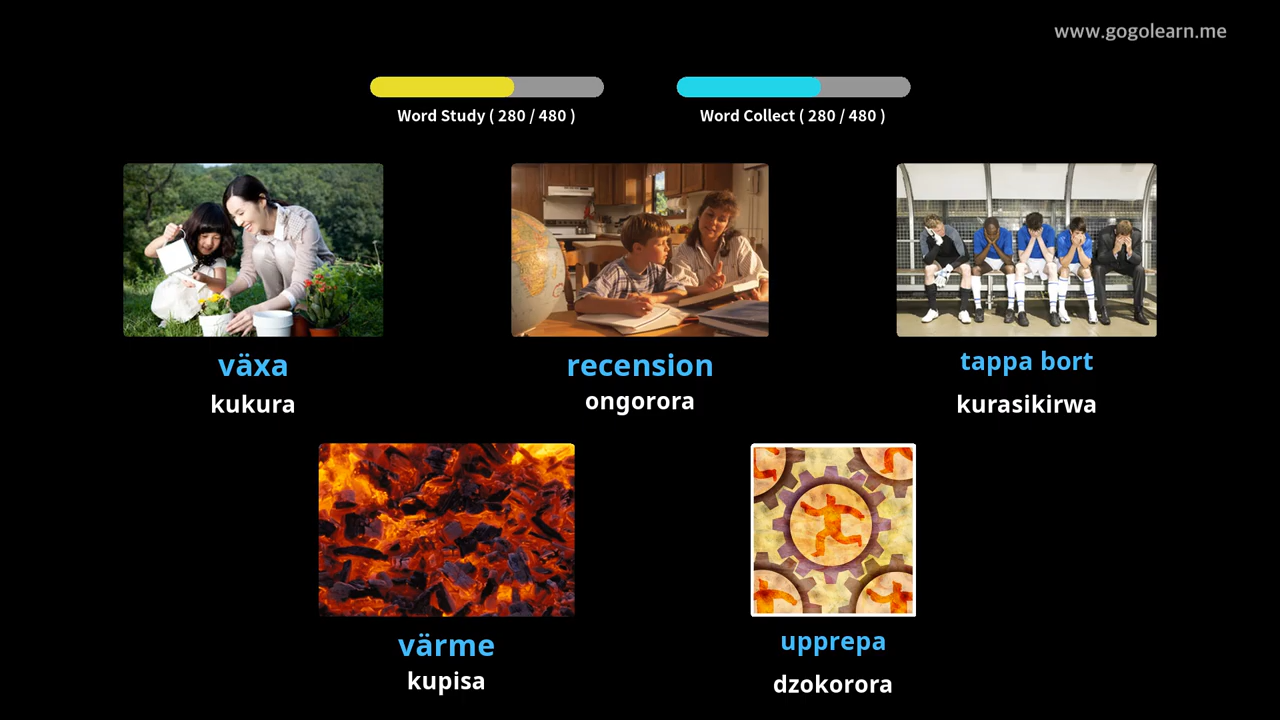 www.gogolearn.me
Word Study ( 280 / 480 )
Word Collect ( 280 / 480 )
växa
kukura
recension
ongorora
tappa bort
kurasikirwa
värme
kupisa
upprepa
dzokorora